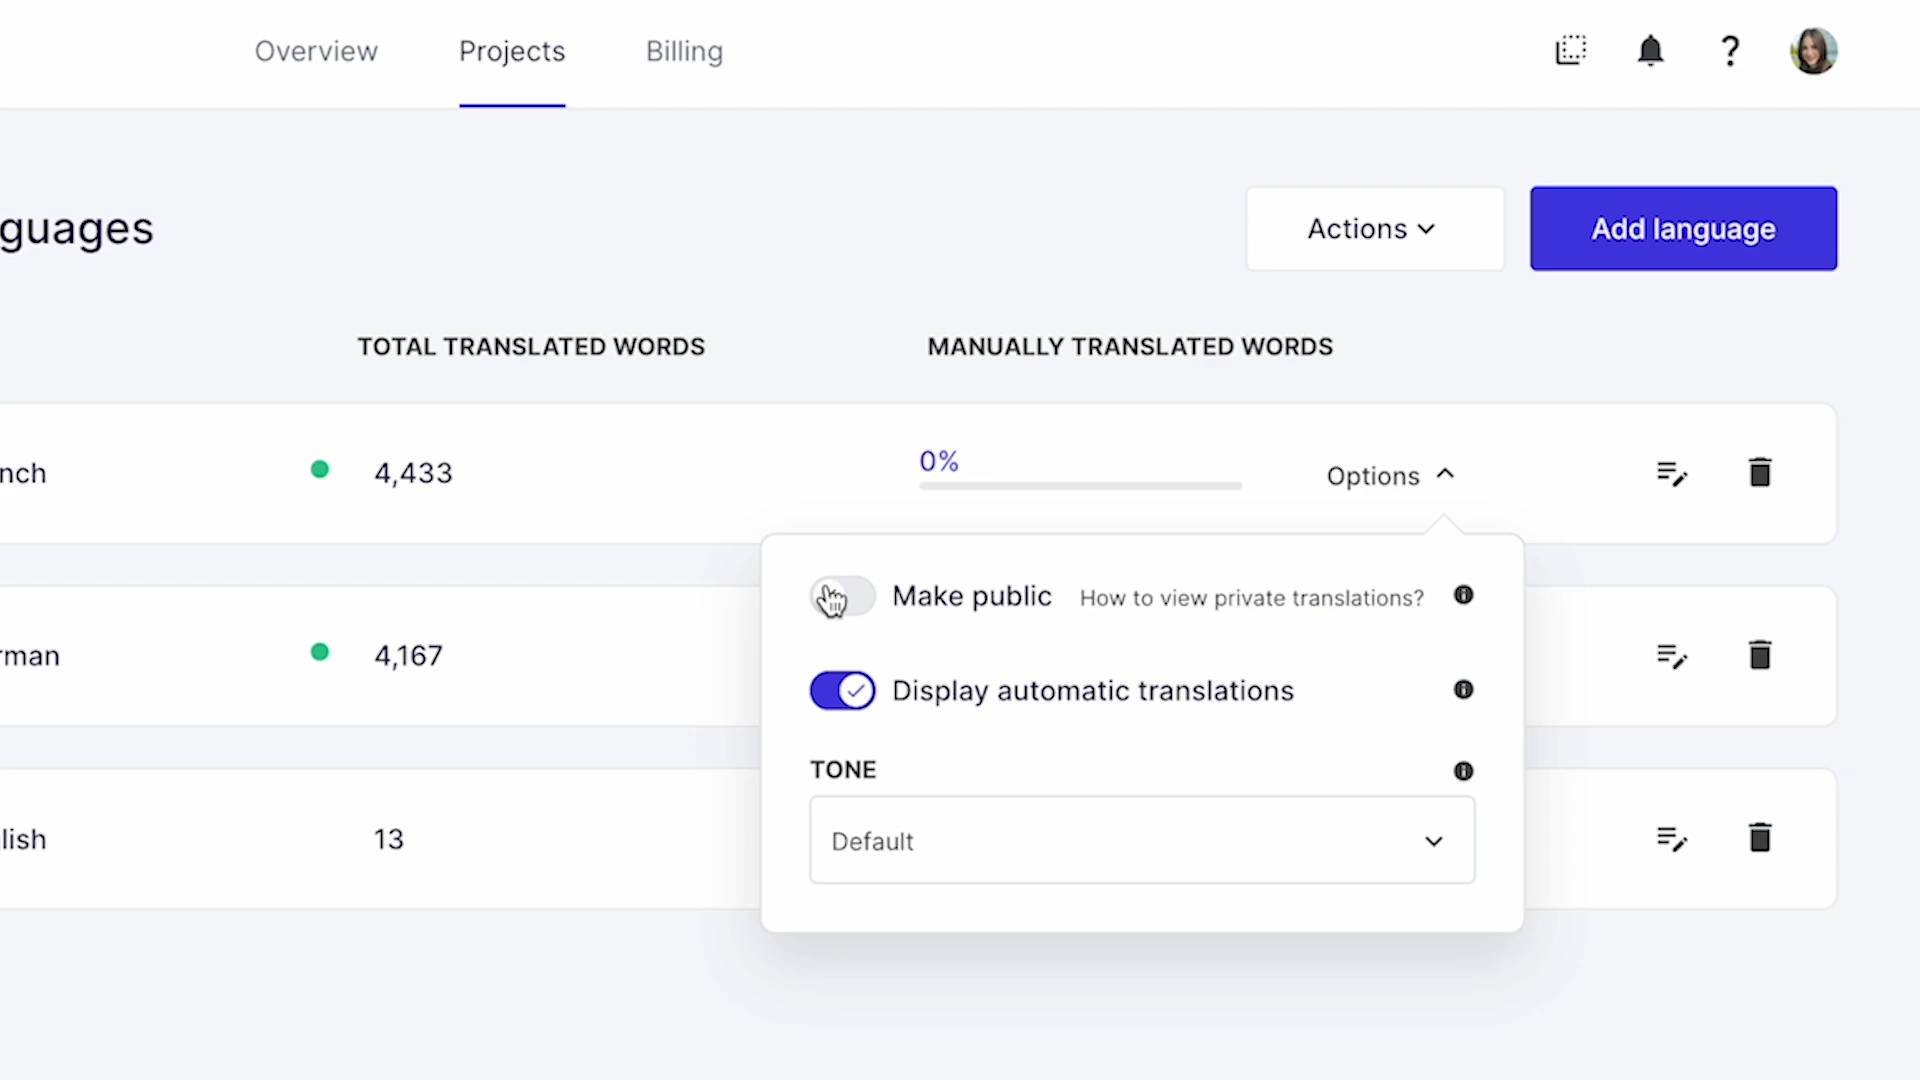 Overview Projects Billing
guages
Actions
Add language
TOTAL TRANSLATED WORDS
MANUALLY TRANSLATED WORDS
nch
4,433
0%
Options
Make public
How to view private translations?
Display automatic translations
TONE
Default
rman
4,167
lish
13